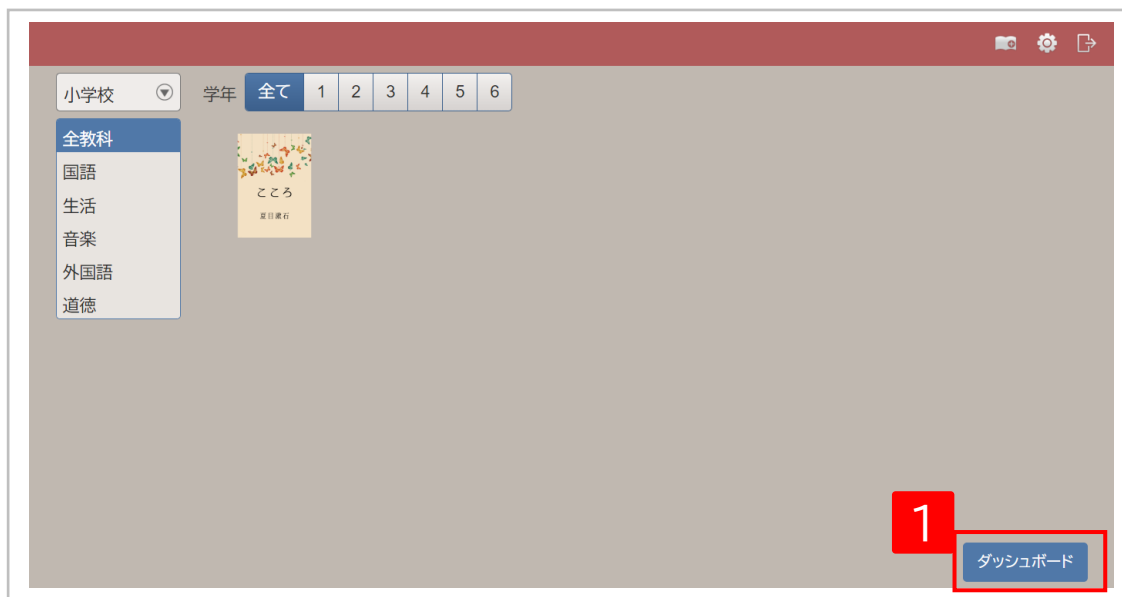 小学校
学年 全て 1 2 3 4 5 6
全教科
国語
生活
音楽
外国語
道徳
こころ
夏目漱石
1
ダッシュボード